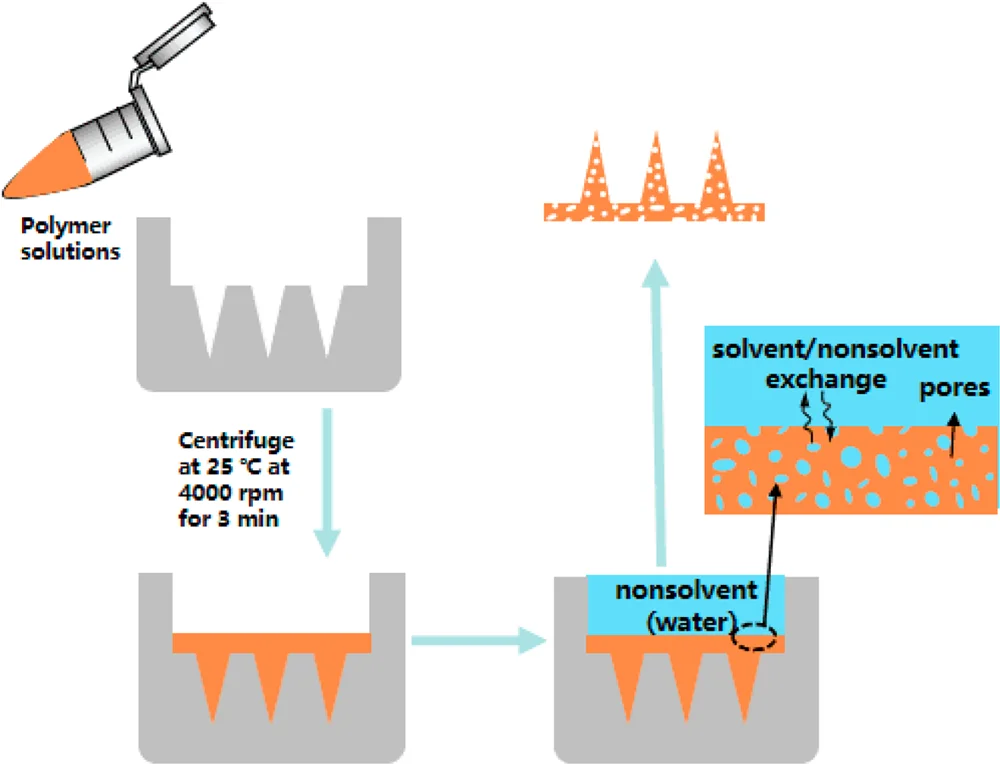 Polymer
solutions
Centrifuge
at 25 °C at
4000 rpm
for 3 min
nonsolvent
(water)
solvent/nonsolvent
exchange
pores